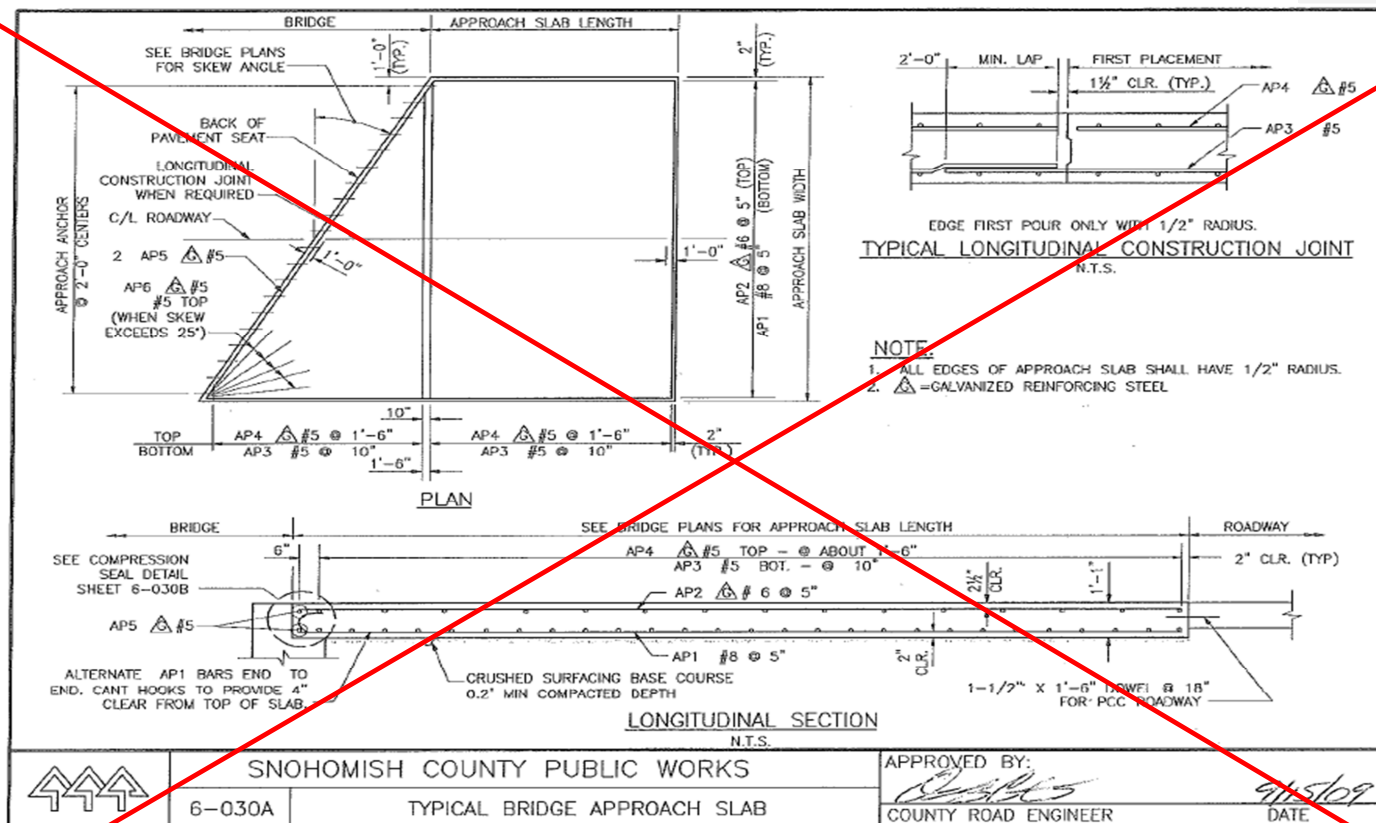 BRIDGE
APPROACH SLAB LENGTH
SEE BRIDGE PLANS
FOR SKEW ANGLE
1'-0"
(TYP.)
2"
(TYP.)
BACK OF
PAVEMENT SEAT
LONGITUDINAL
CONSTRUCTION JOINT
WHEN REQUIRED
C/L ROADWAY
2 AP5 G #5
AP6 G #5
#5 TOP
(WHEN SKEW
EXCEEDS 25°)
APPROACH ANCHOR
@ 2'-0" CENTERS
1'-0"
1'-0"
AP2 G #6 @ 5" (TOP)
AP1 #8 @ 5" (BOTTOM)
APPROACH SLAB WIDTH
10"
TOP
BOTTOM
AP4 G #5 @ 1'-6"
AP3 #5 @ 10"
1'-6"
AP4 G #5 @ 1'-6"
AP3 #5 @ 10"
2"
(TYP.)
PLAN
2'-0" MIN. LAP
FIRST PLACEMENT
1½" CLR. (TYP.)
AP4 G #5
AP3 #5
EDGE FIRST POUR ONLY WITH 1/2" RADIUS.
TYPICAL LONGITUDINAL CONSTRUCTION JOINT
N.T.S.
NOTE:
1. ALL EDGES OF APPROACH SLAB SHALL HAVE 1/2" RADIUS.
2. G =GALVANIZED REINFORCING STEEL
BRIDGE
SEE BRIDGE PLANS FOR APPROACH SLAB LENGTH
ROADWAY
SEE COMPRESSION
SEAL DETAIL
SHEET 6-030B
6"
AP4 G #5 TOP - @ ABOUT 1'-6"
AP3 #5 BOT. - @ 10"
2" CLR. (TYP)
AP2 G # 6 @ 5"
2½"
CLR.
1'-1"
AP5 G #5
AP1 #8 @ 5"
2"
CLR.
ALTERNATE AP1 BARS END TO
END. CANT HOOKS TO PROVIDE 4"
CLEAR FROM TOP OF SLAB.
CRUSHED SURFACING BASE COURSE
0.2' MIN COMPACTED DEPTH
1-1/2" X 1'-6" DOWEL @ 18"
FOR PCC ROADWAY
LONGITUDINAL SECTION
N.T.S.
SNOHOMISH COUNTY PUBLIC WORKS
6-030A
TYPICAL BRIDGE APPROACH SLAB
APPROVED BY:
9/15/09
COUNTY ROAD ENGINEER
DATE